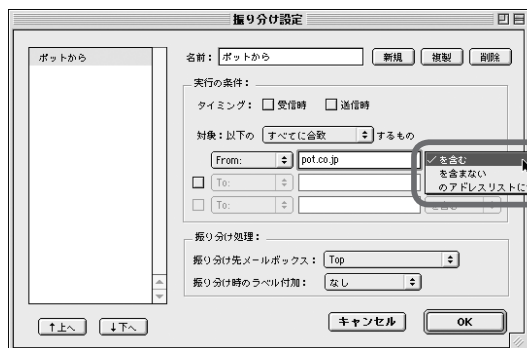 振り分け設定
ポットから
名前： ポットから 新規 複製 削除
実行の条件：
タイミング： 受信時 送信時
対象：以下の すべてに合致 するもの
From: pot.co.jp を含む
を含まない
To: のアドレスリストに
To: を含む
振り分け処理：
振り分け先メールボックス： Top
振り分け時のラベル付加： なし
↑上へ ↓下へ キャンセル OK